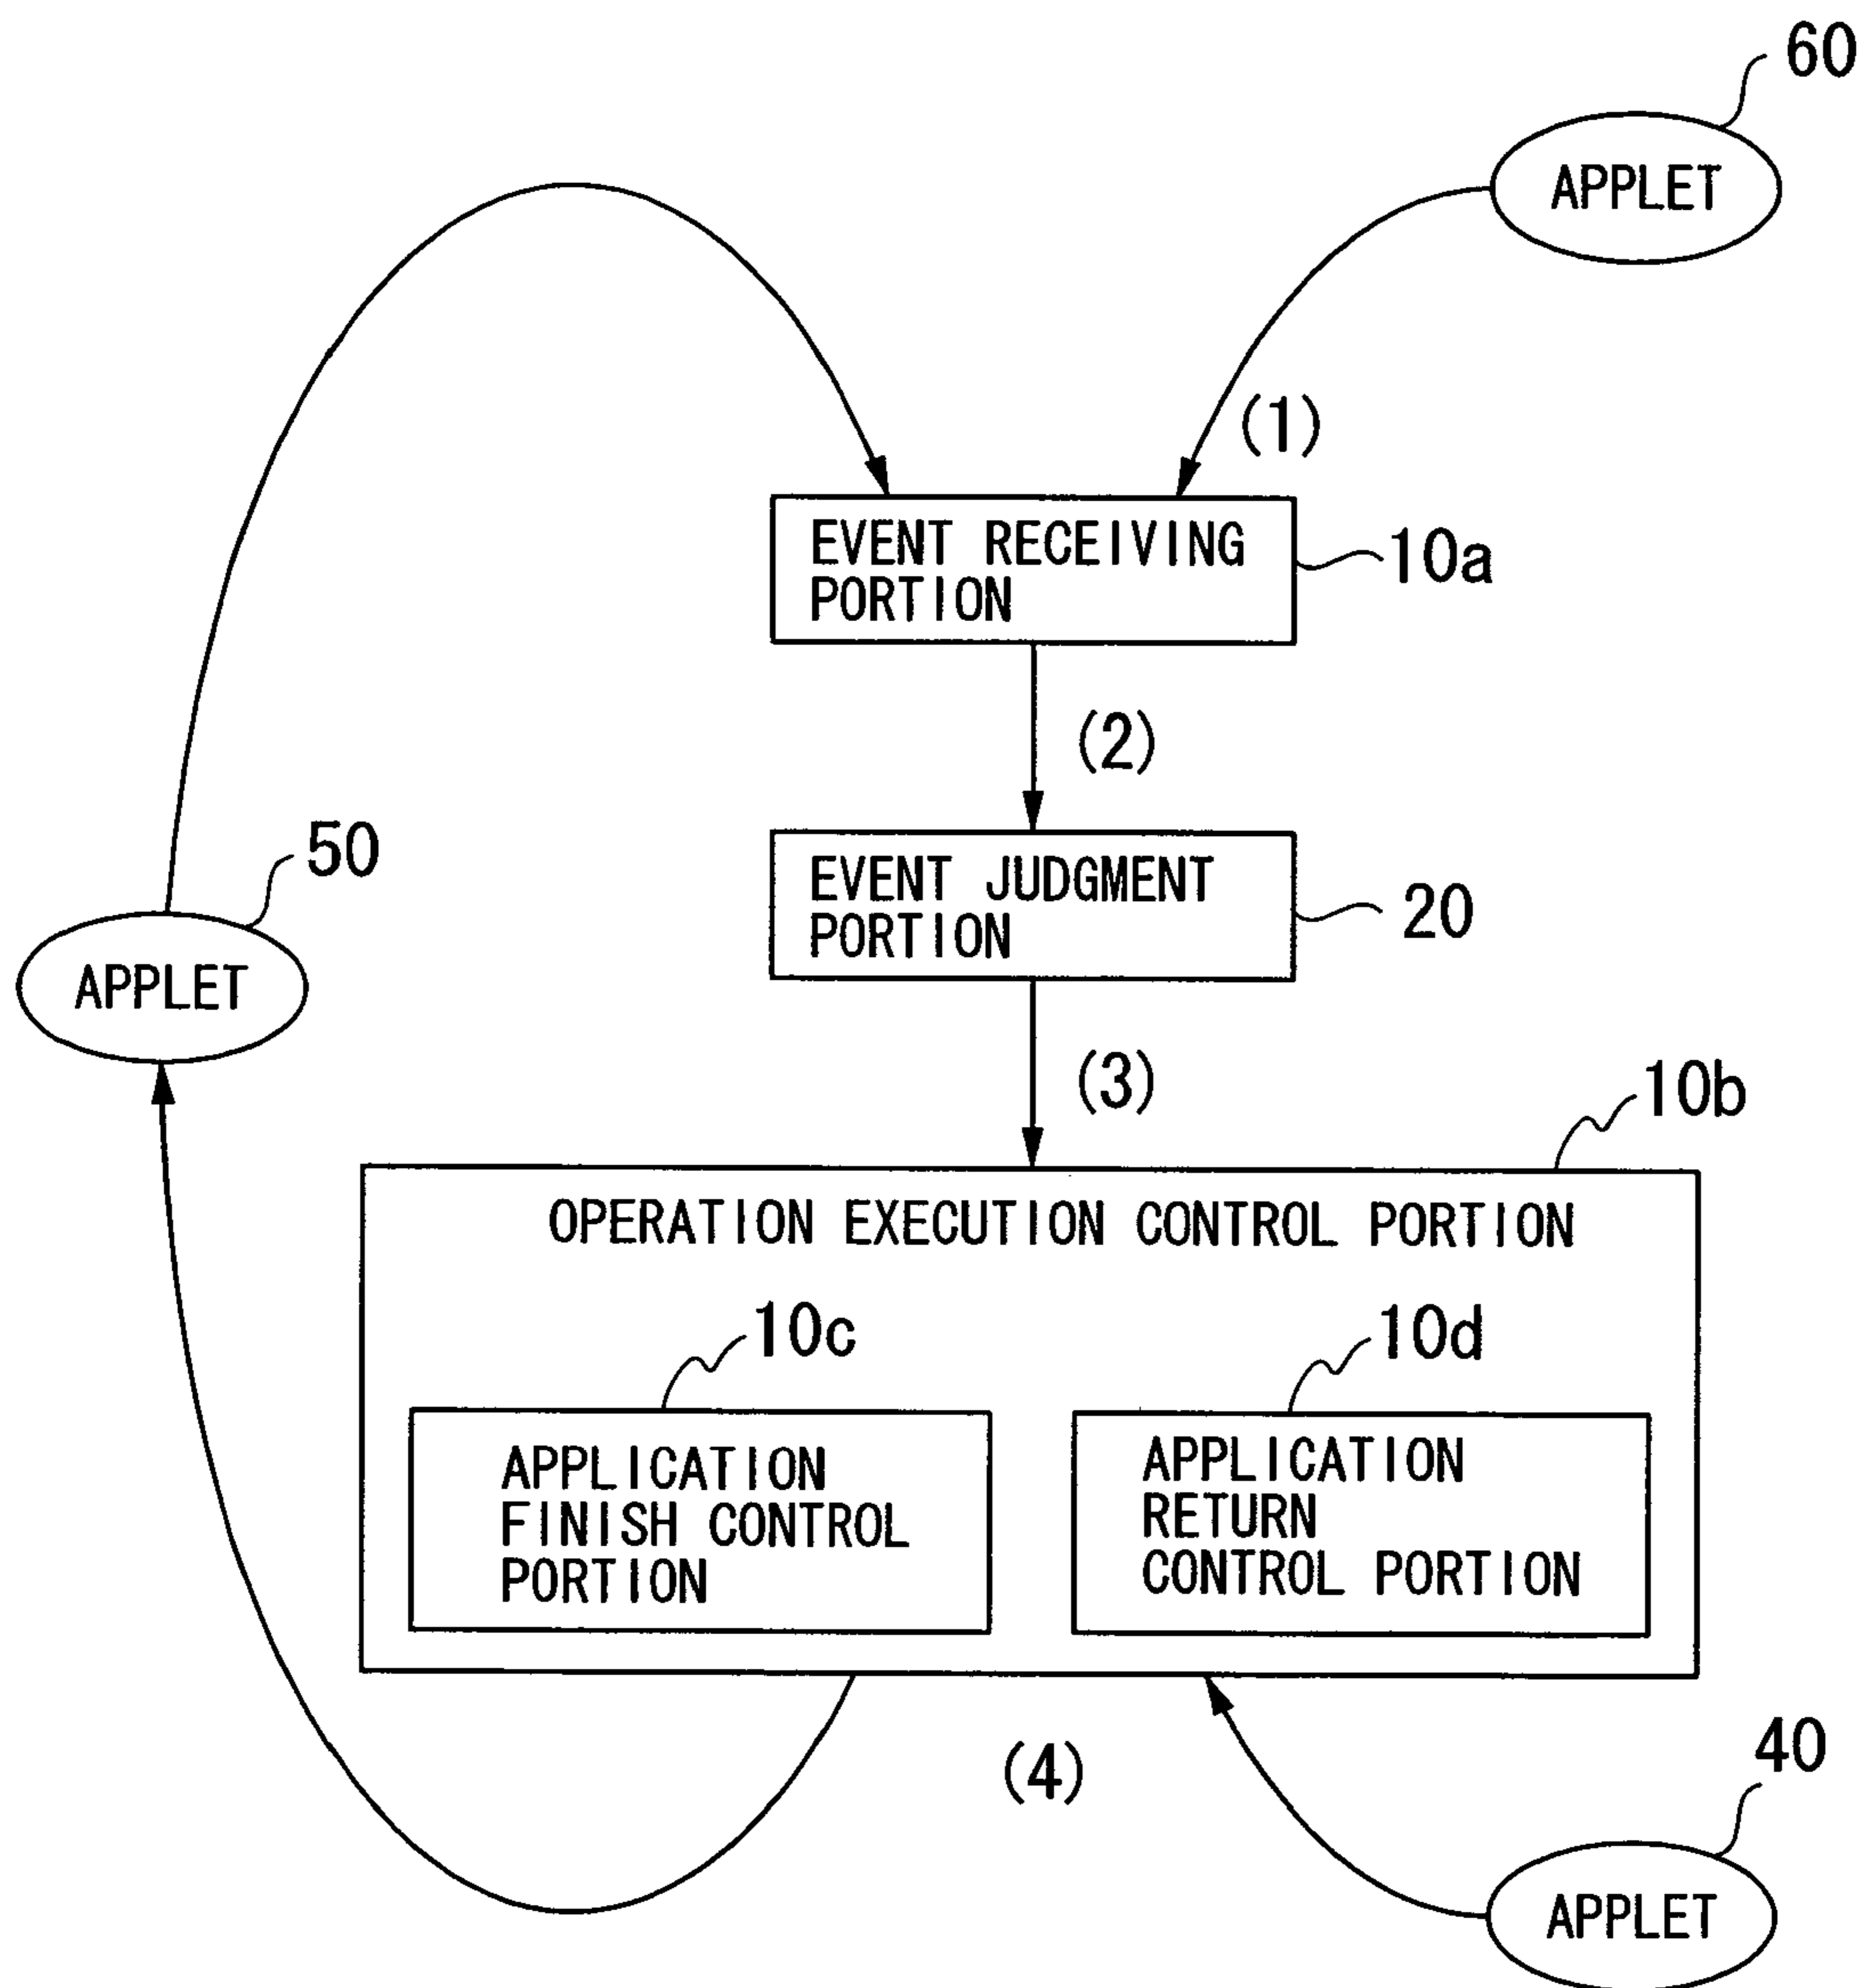 60
APPLET
(1)
EVENT RECEIVING
PORTION
10a
(2)
50
EVENT JUDGMENT
PORTION
20
APPLET
(3)
10b
OPERATION EXECUTION CONTROL PORTION
10c
10d
APPLICATION
FINISH CONTROL
PORTION
APPLICATION
RETURN
CONTROL PORTION
(4)
40
APPLET